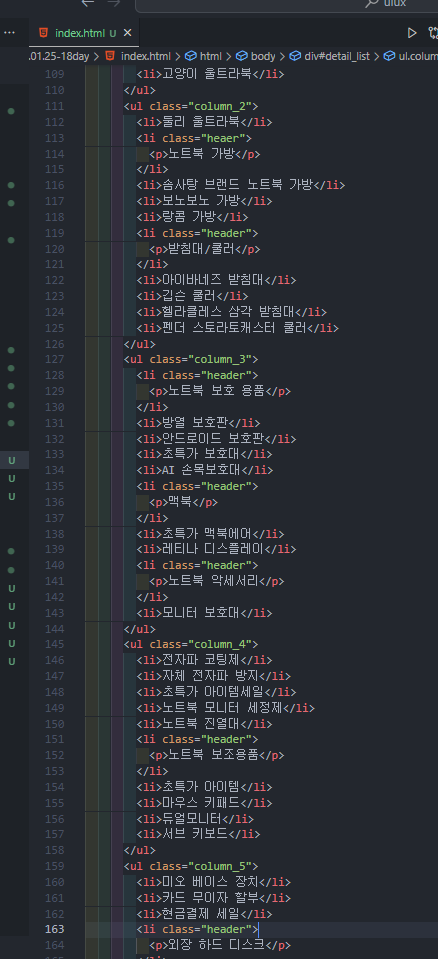 uiux
index.html U
.01.25-18day > index.html > html > body > div#detail_list > ul.column
109 <li>고양이 울트라북</li>
110 </ul>
111 <ul class="column_2">
112 <li>둘리 울트라북</li>
113 <li class="heaer">
114 <p>노트북 가방</p>
115 </li>
116 <li>솜사탕 브랜드 노트북 가방</li>
117 <li>보노보노 가방</li>
118 <li>랑콤 가방</li>
119 <li class="header">
120 <p>받침대/쿨러</p>
121 </li>
122 <li>아이바네즈 받침대</li>
123 <li>깁슨 쿨러</li>
124 <li>헬라클레스 삼각 받침대</li>
125 <li>펜더 스토라토캐스터 쿨러</li>
126 </ul>
127 <ul class="column_3">
128 <li class="header">
129 <p>노트북 보호 용품</p>
130 </li>
131 <li>방열 보호판</li>
132 <li>안드로이드 보호판</li>
133 <li>초특가 보호대</li>
134 <li>AI 손목보호대</li>
135 <li class="header">
136 <p>맥북</p>
137 </li>
138 <li>초특가 맥북에어</li>
139 <li>레티나 디스플레이</li>
140 <li class="header">
141 <p>노트북 악세서리</p>
142 </li>
143 <li>모니터 보호대</li>
144 </ul>
145 <ul class="column_4">
146 <li>전자파 코팅제</li>
147 <li>자체 전자파 방지</li>
148 <li>초특가 아이템세일</li>
149 <li>노트북 모니터 세정제</li>
150 <li>노트북 진열대</li>
151 <li class="header">
152 <p>노트북 보조용품</p>
153 </li>
154 <li>초특가 아이템</li>
155 <li>마우스 키패드</li>
156 <li>듀얼모니터</li>
157 <li>서브 키보드</li>
158 </ul>
159 <ul class="column_5">
160 <li>미오 베이스 장치</li>
161 <li>카드 무이자 할부</li>
162 <li>현금결제 세일</li>
163 <li class="header">
164 <p>외장 하드 디스크</p>
U
U
U
U
U
U
U
U